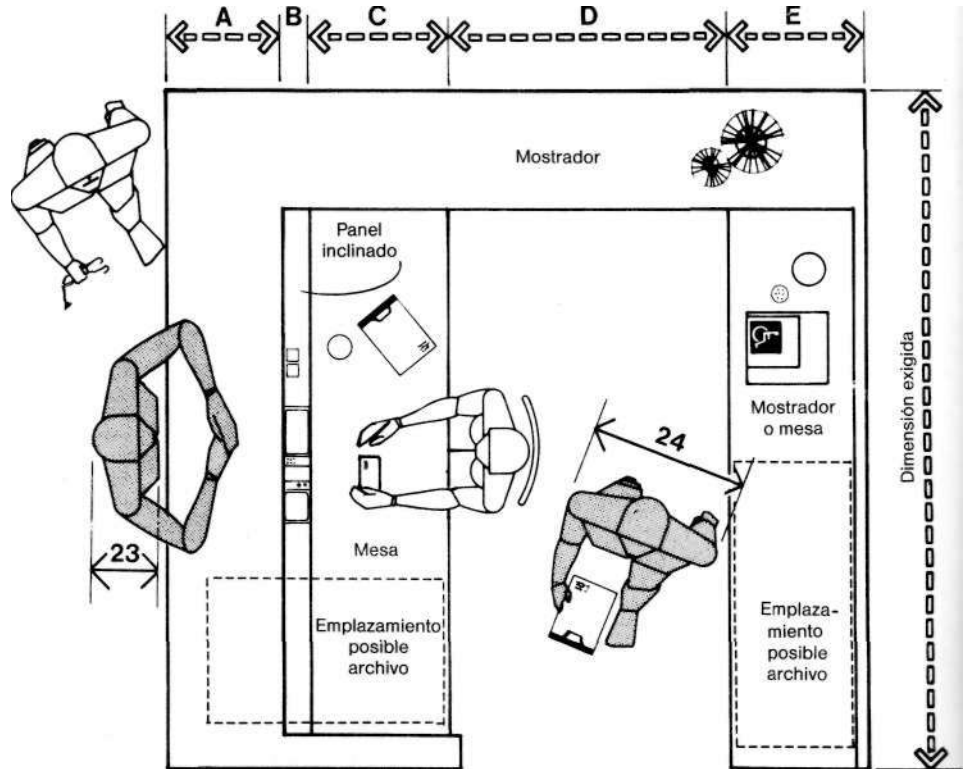 A
B
C
D
E
Mostrador
Panel
inclinado
Dimensión exigida
Mostrador
o mesa
24
23
Mesa
Emplazamiento
posible
archivo
Emplaza-
miento
posible
archivo